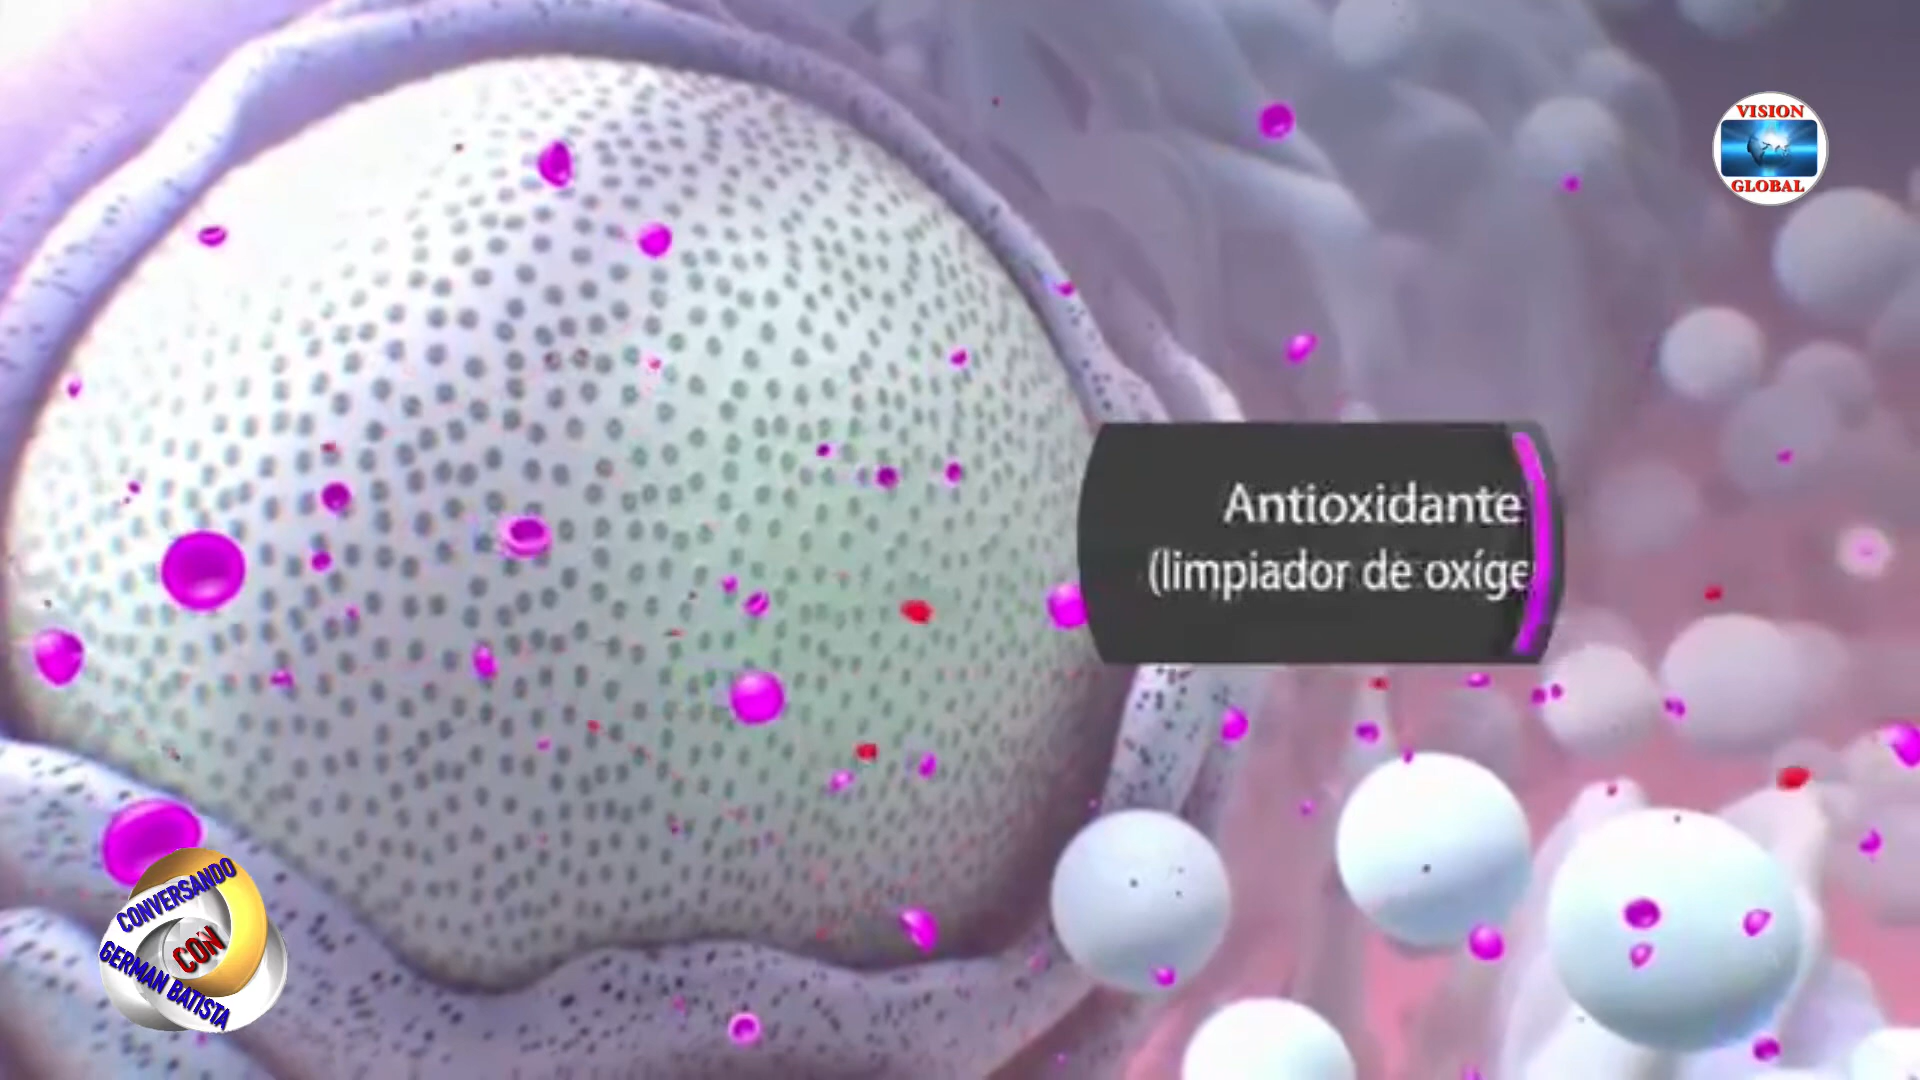 VISION
GLOBAL
Antioxidante
(limpiador de oxíge
CONVERSANDO
CON
GERMAN BATISTA